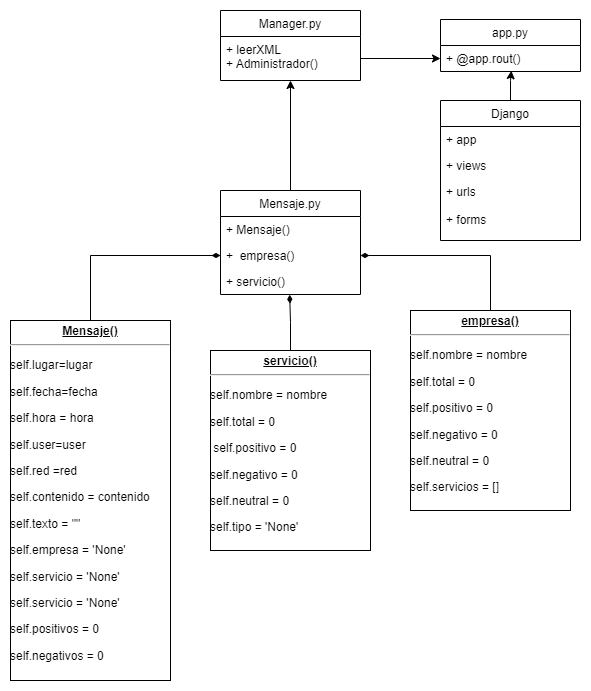 Manager.py
+ leerXML
+ Administrador()
app.py
+ @app.rout()
Django
+ app
+ views
+ urls
+ forms
Mensaje.py
+ Mensaje()
+ empresa()
+ servicio()
Mensaje()
self.lugar=lugar
self.fecha=fecha
self.hora = hora
self.user=user
self.red =red
self.contenido = contenido
self.texto = ""
self.empresa = 'None'
self.servicio = 'None'
self.servicio = 'None'
self.positivos = 0
self.negativos = 0
servicio()
self.nombre = nombre
self.total = 0
self.positivo = 0
self.negativo = 0
self.neutral = 0
self.tipo = 'None'
empresa()
self.nombre = nombre
self.total = 0
self.positivo = 0
self.negativo = 0
self.neutral = 0
self.servicios = []